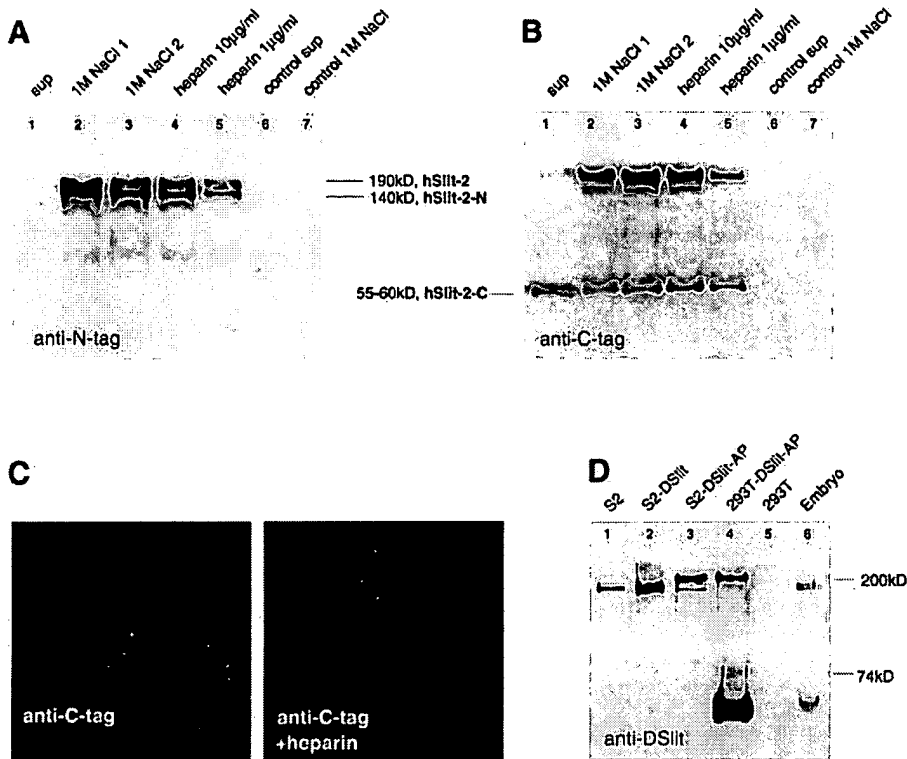 A
sup
1M NaCl 1
1M NaCl 2
heparin 10µg/ml
heparin 1µg/ml
control sup
control 1M NaCl
1 2 3 4 5 6 7
190kD, hSlit-2
140kD, hSlit-2-N
anti-N-tag
B
sup
1M NaCl 1
1M NaCl 2
heparin 10µg/ml
heparin 1µg/ml
control sup
control 1M NaCl
1 2 3 4 5 6 7
55-60kD, hSlit-2-C
anti-C-tag
C
anti-C-tag
anti-C-tag
+heparin
D
S2
S2-DSlit
S2-DSlit-AP
293T-DSlit-AP
293T
Embryo
1 2 3 4 5 6
200kD
74kD
anti-DSlit